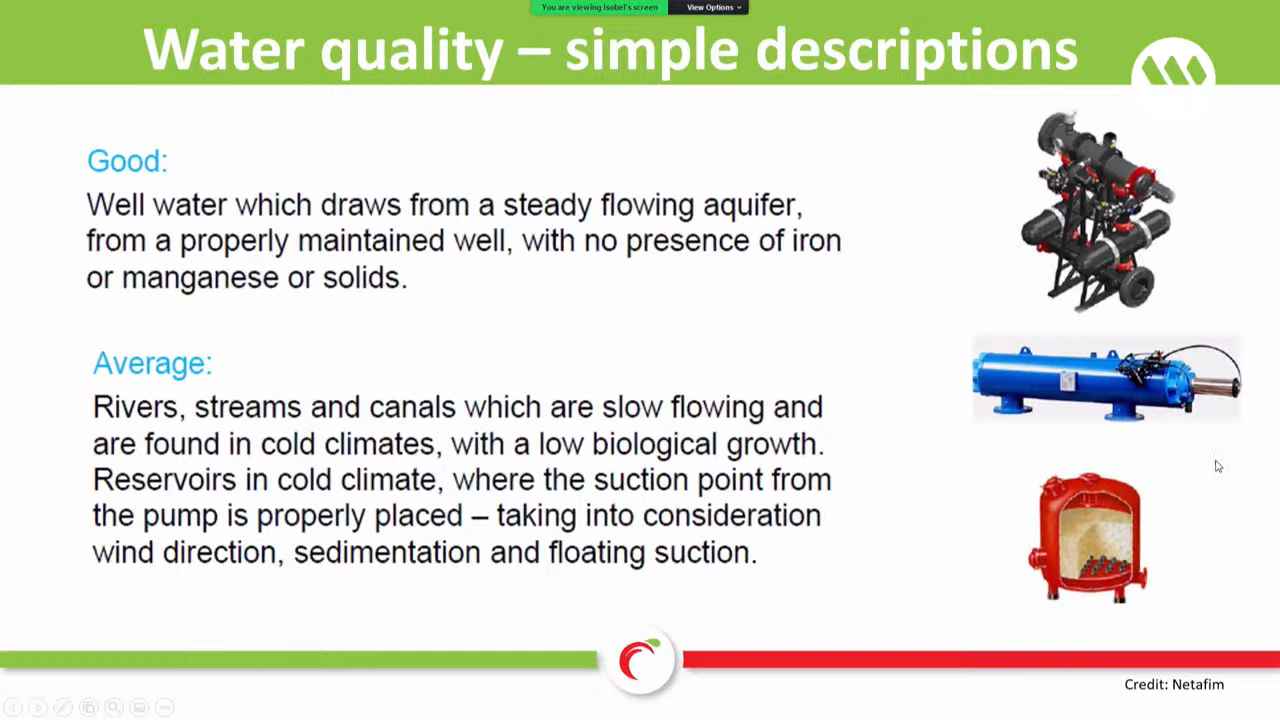 You are viewing Isobel's screen
View Options
Water quality – simple descriptions
Good:
Well water which draws from a steady flowing aquifer,
from a properly maintained well, with no presence of iron
or manganese or solids.
Average:
Rivers, streams and canals which are slow flowing and
are found in cold climates, with a low biological growth.
Reservoirs in cold climate, where the suction point from
the pump is properly placed – taking into consideration
wind direction, sedimentation and floating suction.
Credit: Netafim